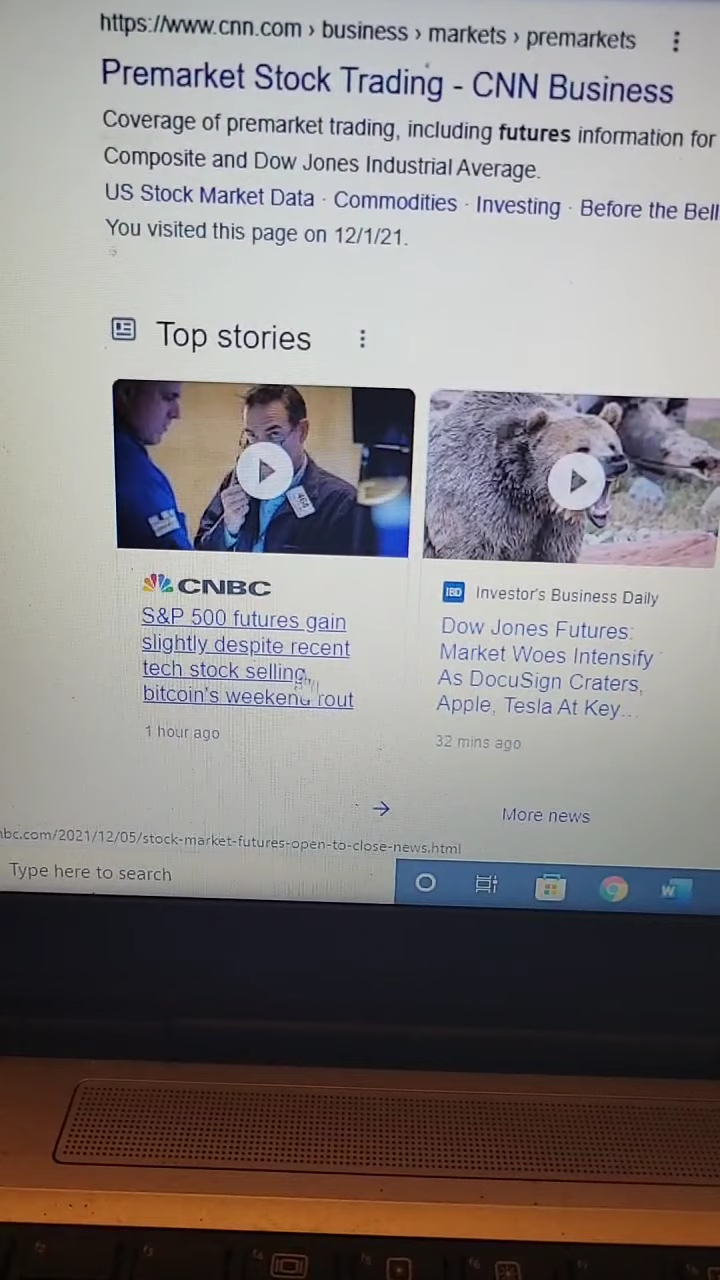 https://www.cnn.com › business › markets › premarkets
Premarket Stock Trading - CNN Business
Coverage of premarket trading, including futures information for
Composite and Dow Jones Industrial Average.
US Stock Market Data · Commodities · Investing · Before the Bell
You visited this page on 12/1/21.
Top stories
464
CNBC
S&P 500 futures gain
slightly despite recent
tech stock selling,
bitcoin's weekend rout
1 hour ago
IBD Investor's Business Daily
Dow Jones Futures:
Market Woes Intensify
As DocuSign Craters,
Apple, Tesla At Key...
32 mins ago
More news
nbc.com/2021/12/05/stock-market-futures-open-to-close-news.html
Type here to search
W